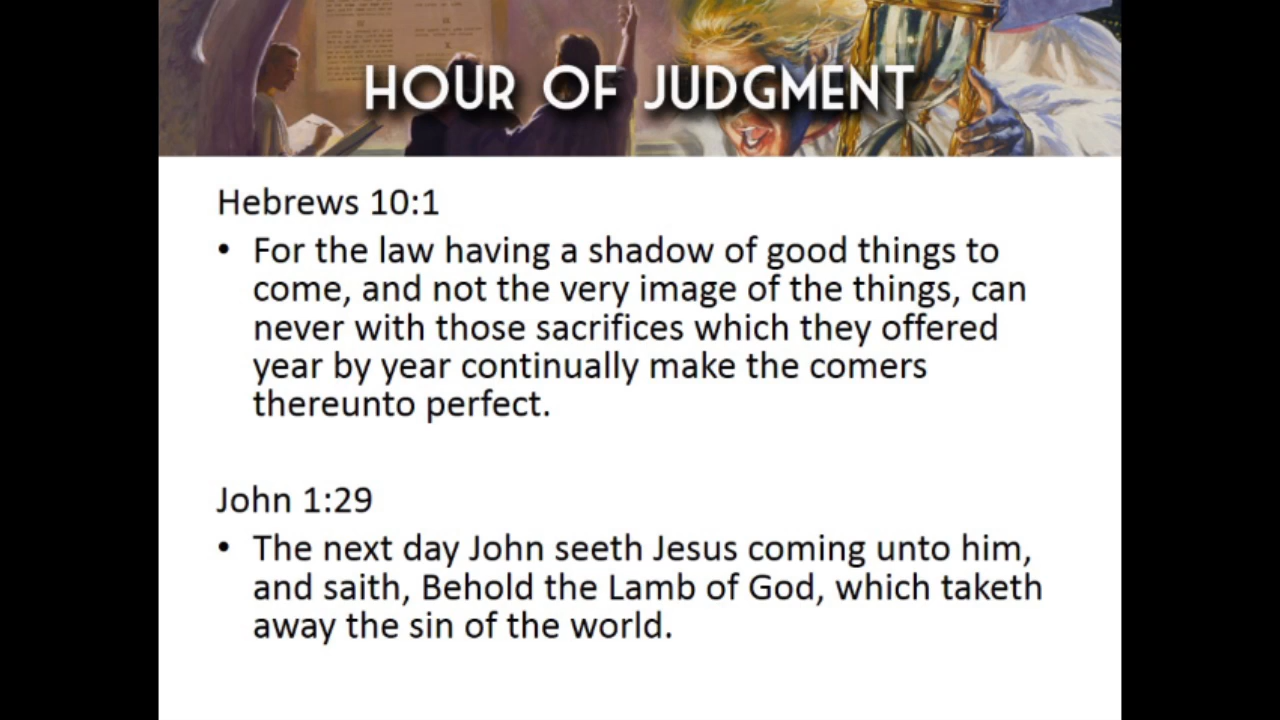 HOUR OF JUDGMENT
Hebrews 10:1
• For the law having a shadow of good things to
come, and not the very image of the things, can
never with those sacrifices which they offered
year by year continually make the comers
thereunto perfect.
John 1:29
• The next day John seeth Jesus coming unto him,
and saith, Behold the Lamb of God, which taketh
away the sin of the world.